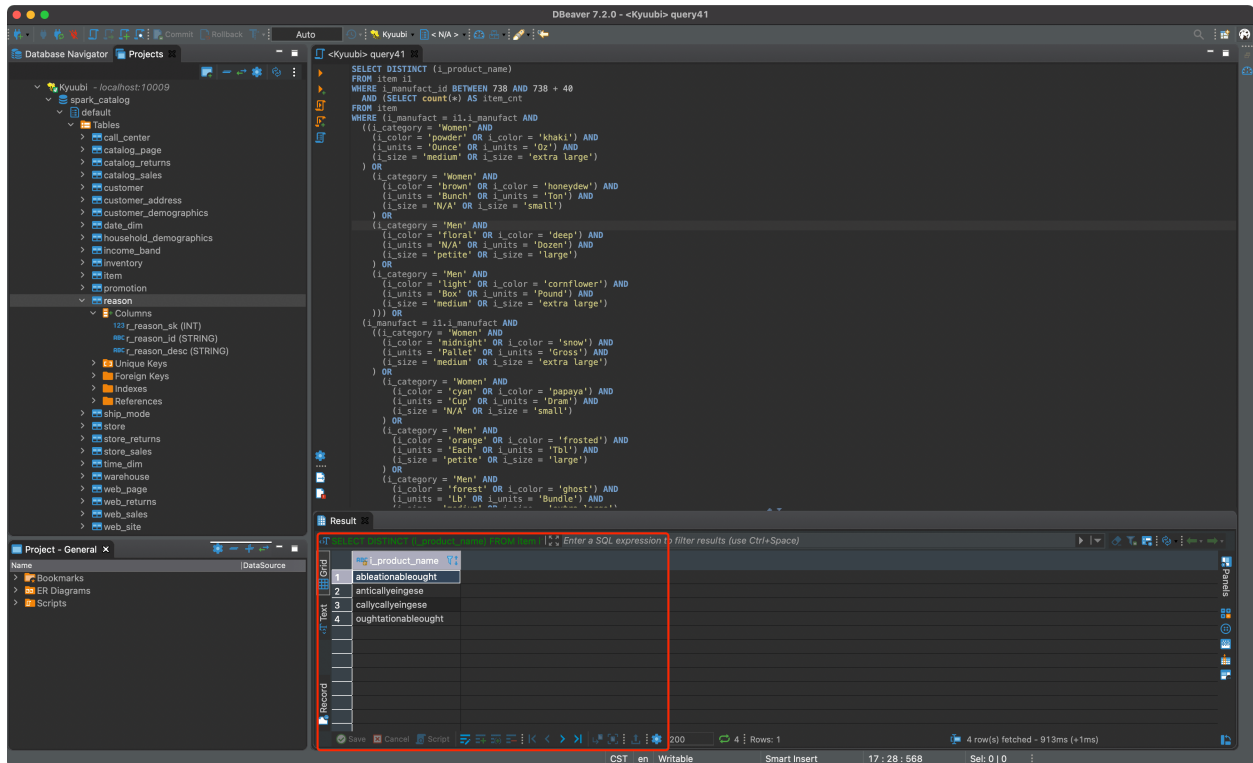 DBeaver 7.2.0 - <Kyuubi> query41
Commit
Rollback
Auto
Kyuubi
< N/A >
Database Navigator
Projects
<Kyuubi> query41
Kyuubi - localhost:10009
spark_catalog
default
Tables
call_center
catalog_page
catalog_returns
catalog_sales
customer
customer_address
customer_demographics
date_dim
household_demographics
income_band
inventory
item
promotion
reason
Columns
123 r_reason_sk (INT)
ABC r_reason_id (STRING)
ABC r_reason_desc (STRING)
Unique Keys
Foreign Keys
Indexes
References
ship_mode
store
store_returns
store_sales
time_dim
warehouse
web_page
web_returns
web_sales
web_site
SELECT DISTINCT (i_product_name)
FROM item i1
WHERE i_manufact_id BETWEEN 738 AND 738 + 40
AND (SELECT count(*) AS item_cnt
FROM item
WHERE (i_manufact = i1.i_manufact AND
((i_category = 'Women' AND
(i_color = 'powder' OR i_color = 'khaki') AND
(i_units = 'Ounce' OR i_units = 'Oz') AND
(i_size = 'medium' OR i_size = 'extra large')
) OR
(i_category = 'Women' AND
(i_color = 'brown' OR i_color = 'honeydew') AND
(i_units = 'Bunch' OR i_units = 'Ton') AND
(i_size = 'N/A' OR i_size = 'small')
) OR
(i_category = 'Men' AND
(i_color = 'floral' OR i_color = 'deep') AND
(i_units = 'N/A' OR i_units = 'Dozen') AND
(i_size = 'petite' OR i_size = 'large')
) OR
(i_category = 'Men' AND
(i_color = 'light' OR i_color = 'cornflower') AND
(i_units = 'Box' OR i_units = 'Pound') AND
(i_size = 'medium' OR i_size = 'extra large')
))) OR
(i_manufact = i1.i_manufact AND
((i_category = 'Women' AND
(i_color = 'midnight' OR i_color = 'snow') AND
(i_units = 'Pallet' OR i_units = 'Gross') AND
(i_size = 'medium' OR i_size = 'extra large')
) OR
(i_category = 'Women' AND
(i_color = 'cyan' OR i_color = 'papaya') AND
(i_units = 'Cup' OR i_units = 'Dram') AND
(i_size = 'N/A' OR i_size = 'small')
) OR
(i_category = 'Men' AND
(i_color = 'orange' OR i_color = 'frosted') AND
(i_units = 'Each' OR i_units = 'Tbl') AND
(i_size = 'petite' OR i_size = 'large')
) OR
(i_category = 'Men' AND
(i_color = 'forest' OR i_color = 'ghost') AND
(i_units = 'Lb' OR i_units = 'Bundle') AND
Project - General
Name DataSource
Bookmarks
ER Diagrams
Scripts
Result
SELECT DISTINCT (i_product_name) FROM item i
Enter a SQL expression to filter results (use Ctrl+Space)
Grid
Text
Record
Panels
i_product_name
1 ableationableought
2 anticallyeingese
3 callycallyeingese
4 oughtationableought
Save Cancel Script
200
4
Rows: 1
4 row(s) fetched - 913ms (+1ms)
CST en Writable Smart Insert 17 : 28 : 568 Sel: 0 | 0